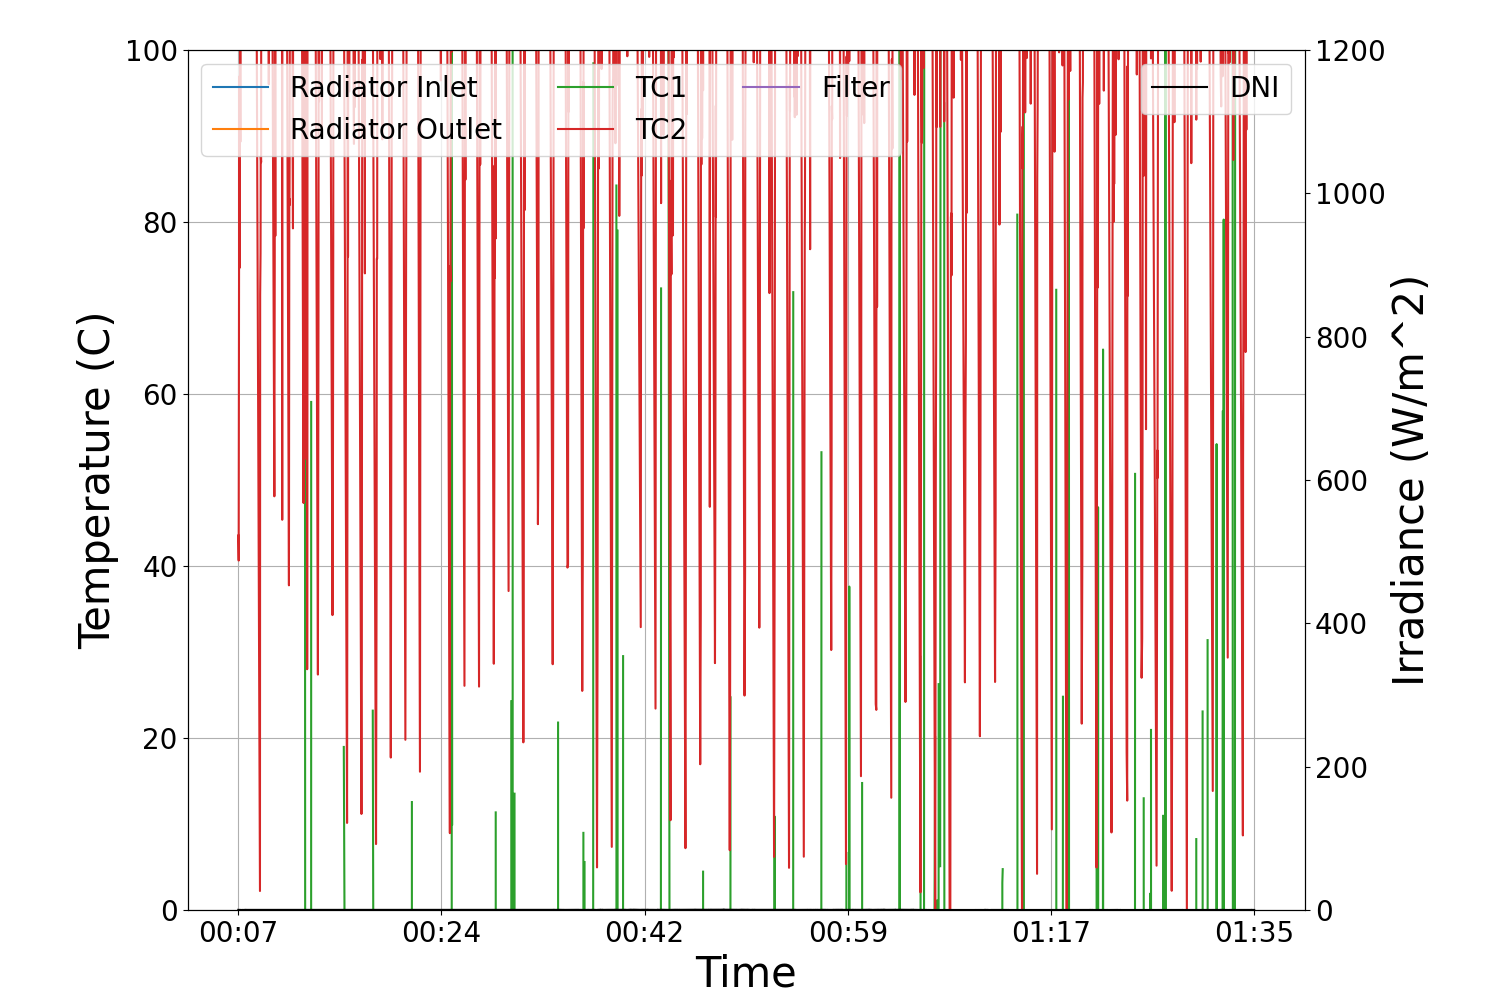 100
80
60
40
20
0
Temperature (C)
Radiator Inlet
Radiator Outlet
TC1
TC2
Filter
DNI
1200
1000
800
600
400
200
0
Irradiance (W/m^2)
00:07
00:24
00:42
00:59
01:17
01:35
Time